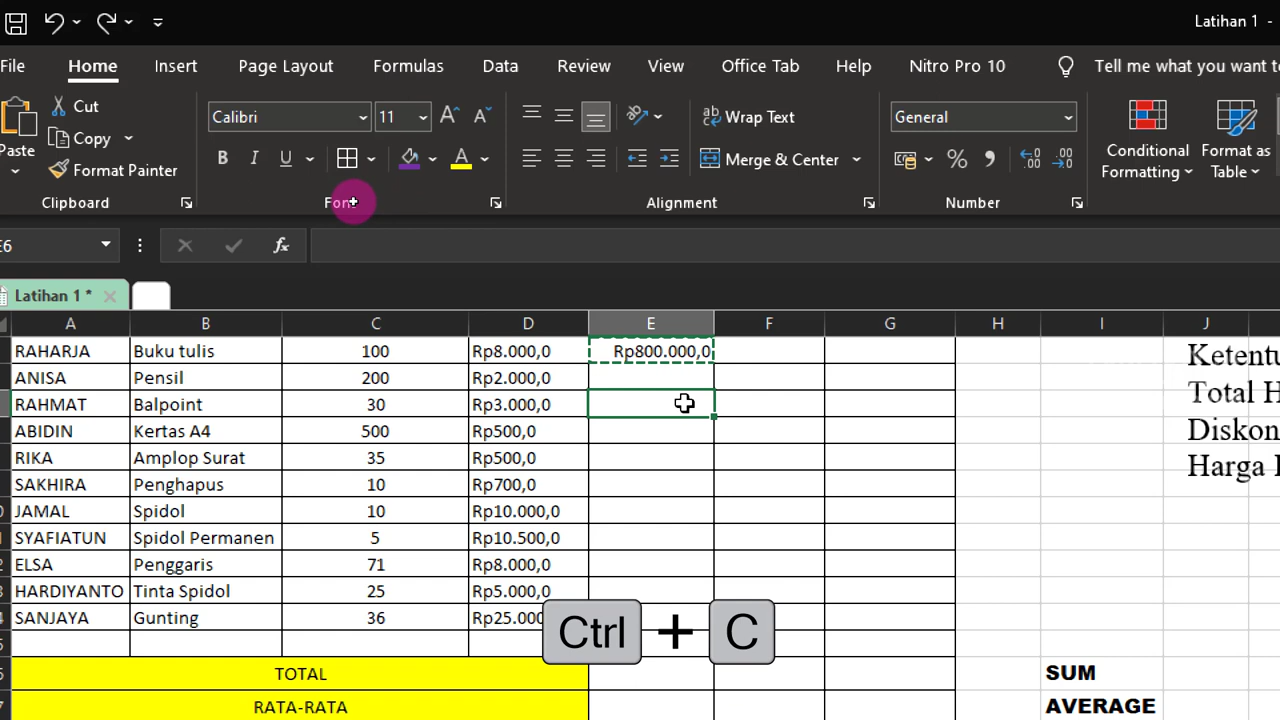 Latihan 1 -
File Home Insert Page Layout Formulas Data Review View Office Tab Help Nitro Pro 10 Tell me what you want to
Paste
Cut
Copy
Format Painter
Clipboard
Calibri 11
B I U A
Font
ab Wrap Text
Merge & Center
Alignment
General
%
Number
Conditional Formatting
Format as Table
E6
fx
Latihan 1 *
A B C D E F G H I J
RAHARJA Buku tulis 100 Rp8.000,0 Rp800.000,0
ANISA Pensil 200 Rp2.000,0
RAHMAT Balpoint 30 Rp3.000,0
ABIDIN Kertas A4 500 Rp500,0
RIKA Amplop Surat 35 Rp500,0
SAKHIRA Penghapus 10 Rp700,0
JAMAL Spidol 10 Rp10.000,0
SYAFIATUN Spidol Permanen 5 Rp10.500,0
ELSA Penggaris 71 Rp8.000,0
HARDIYANTO Tinta Spidol 25 Rp5.000,0
SANJAYA Gunting 36 Rp25.00
Ctrl + C
TOTAL
RATA-RATA
Ketentu
Total H
Diskon
Harga
SUM
AVERAGE